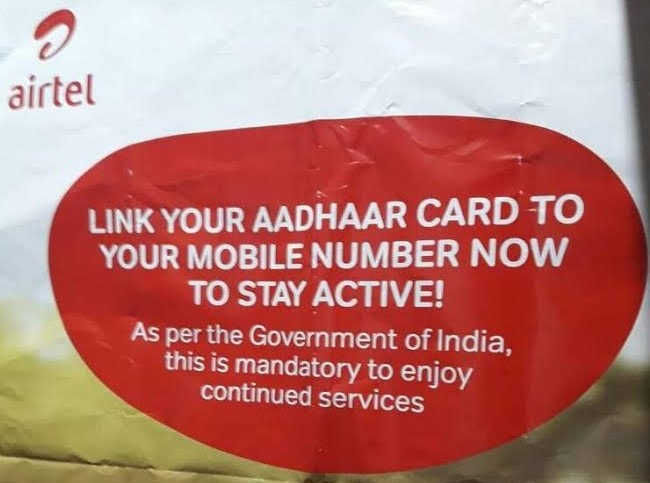 airtel
LINK YOUR AADHAAR CARD TO
YOUR MOBILE NUMBER NOW
TO STAY ACTIVE!
As per the Government of India,
this is mandatory to enjoy
continued services